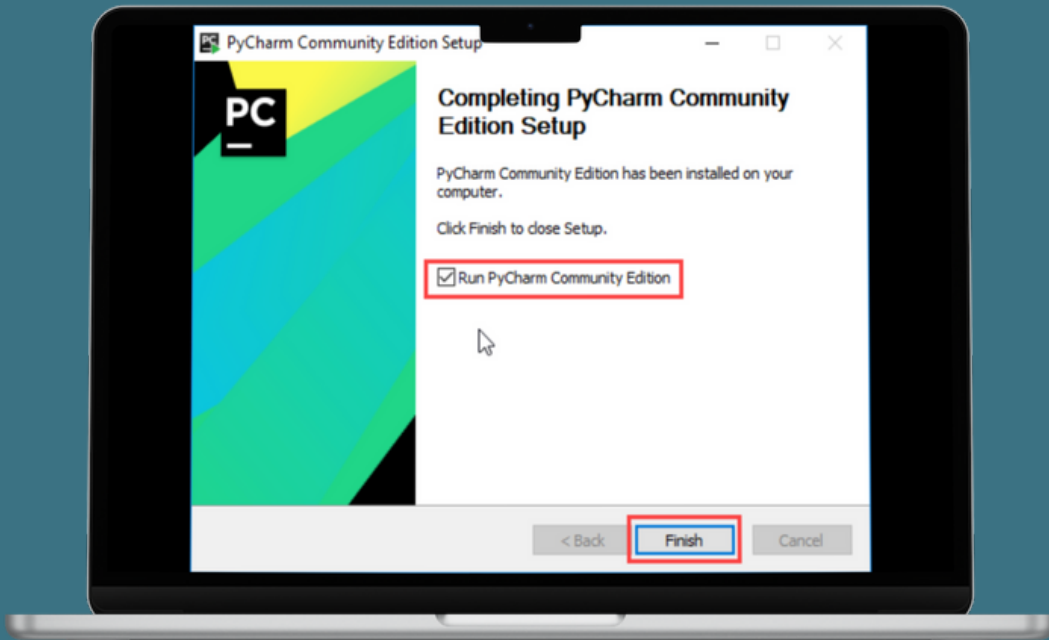 PyCharm Community Edition Setup
PC
Completing PyCharm Community
Edition Setup
PyCharm Community Edition has been installed on your
computer.
Click Finish to close Setup.
Run PyCharm Community Edition
< Back
Finish
Cancel